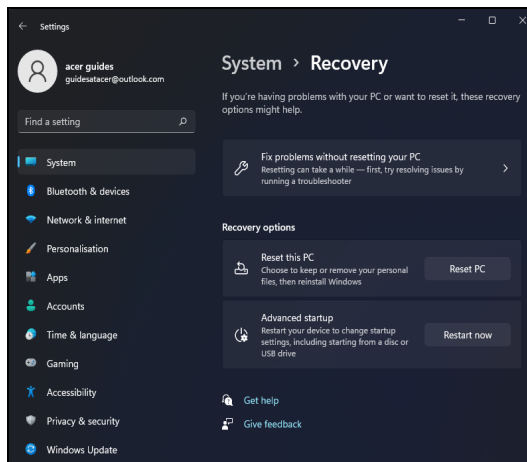 Settings
acer guides
guidesatacer@outlook.com
Find a setting
System
Bluetooth & devices
Network & internet
Personalisation
Apps
Accounts
Time & language
Gaming
Accessibility
Privacy & security
Windows Update
System > Recovery
If you're having problems with your PC or want to reset it, these recovery
options might help.
Fix problems without resetting your PC
Resetting can take a while — first, try resolving issues by
running a troubleshooter
Recovery options
Reset this PC
Choose to keep or remove your personal
files, then reinstall Windows
Reset PC
Advanced startup
Restart your device to change startup
settings, including starting from a disc or
USB drive
Restart now
Get help
Give feedback